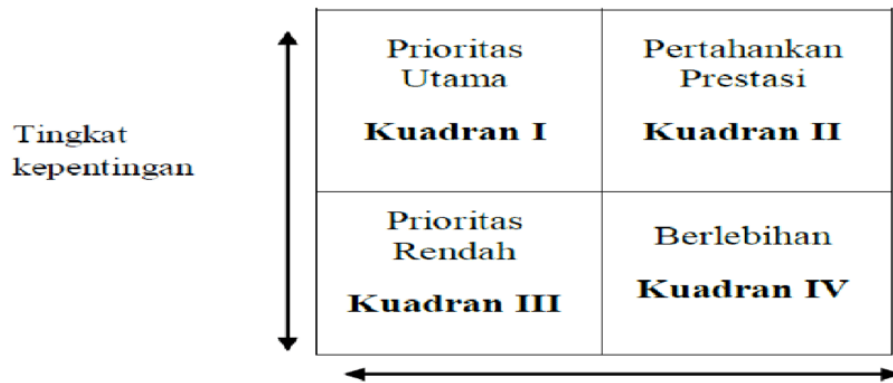 Prioritas
Utama
Kuadran I
Pertahankan
Prestasi
Kuadran II
Tingkat
kepentingan
Prioritas
Rendah
Kuadran III
Berlebihan
Kuadran IV